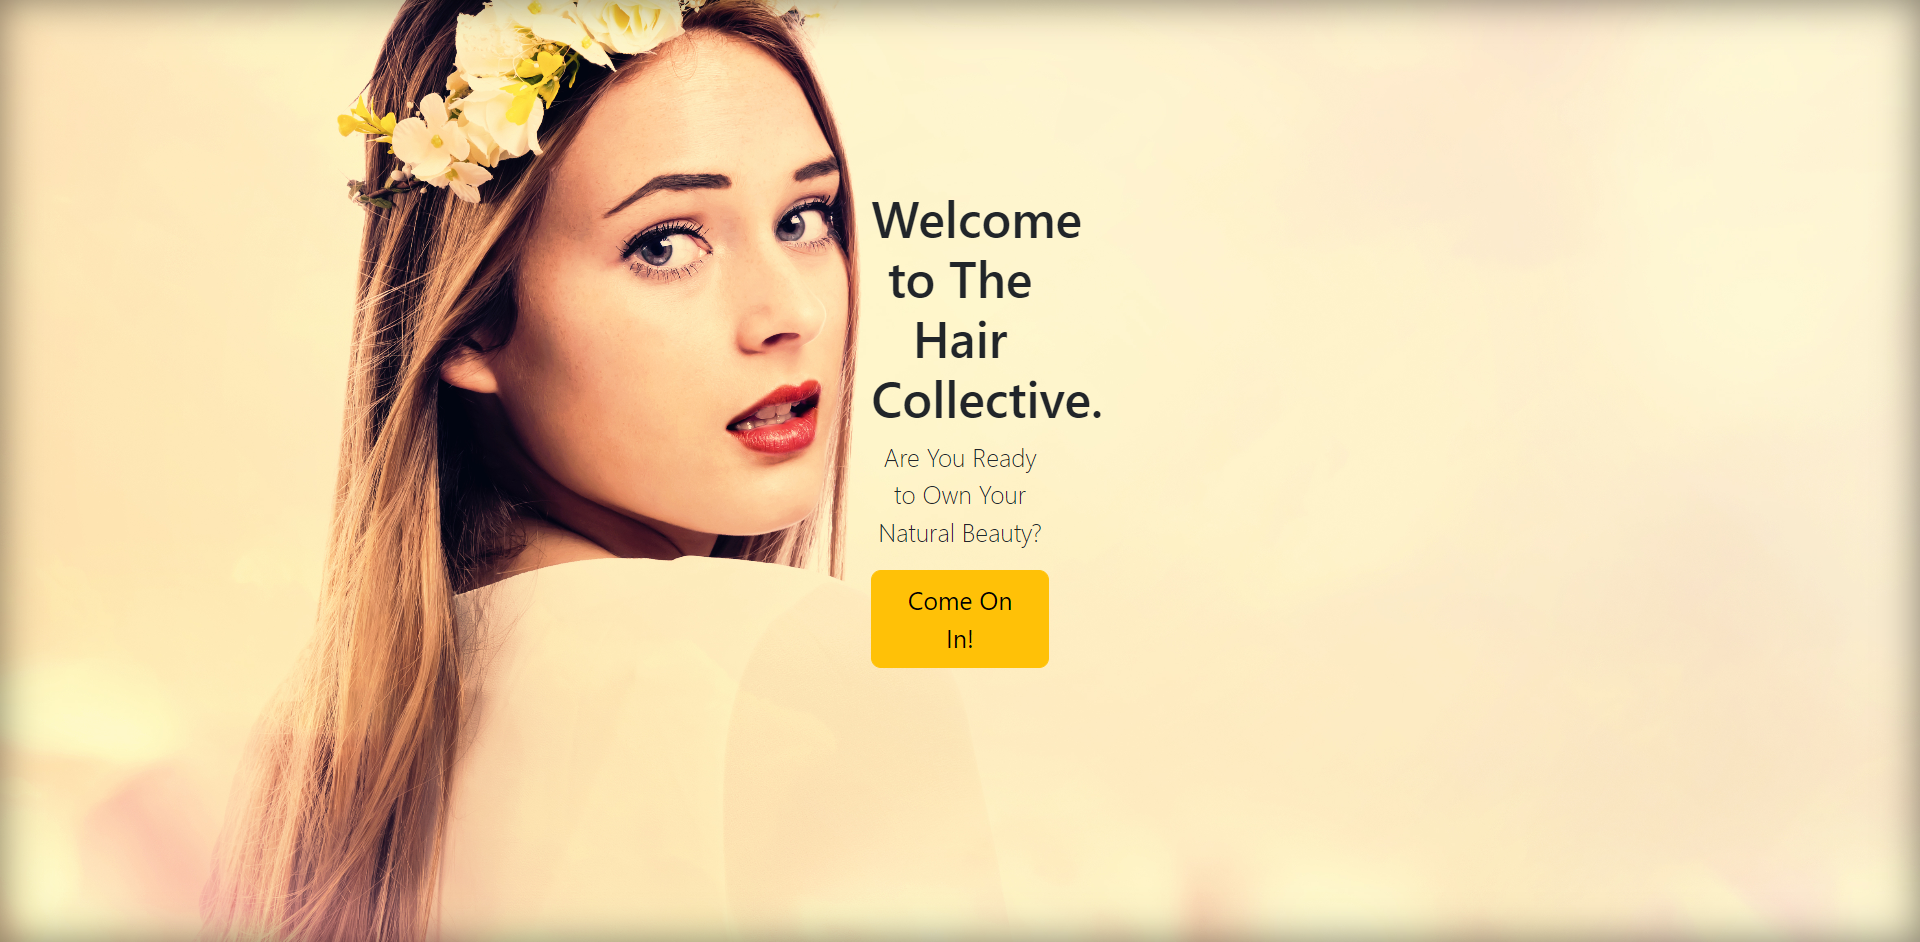 Welcome
to The
Hair
Collective.
Are You Ready
to Own Your
Natural Beauty?
Come On
In!